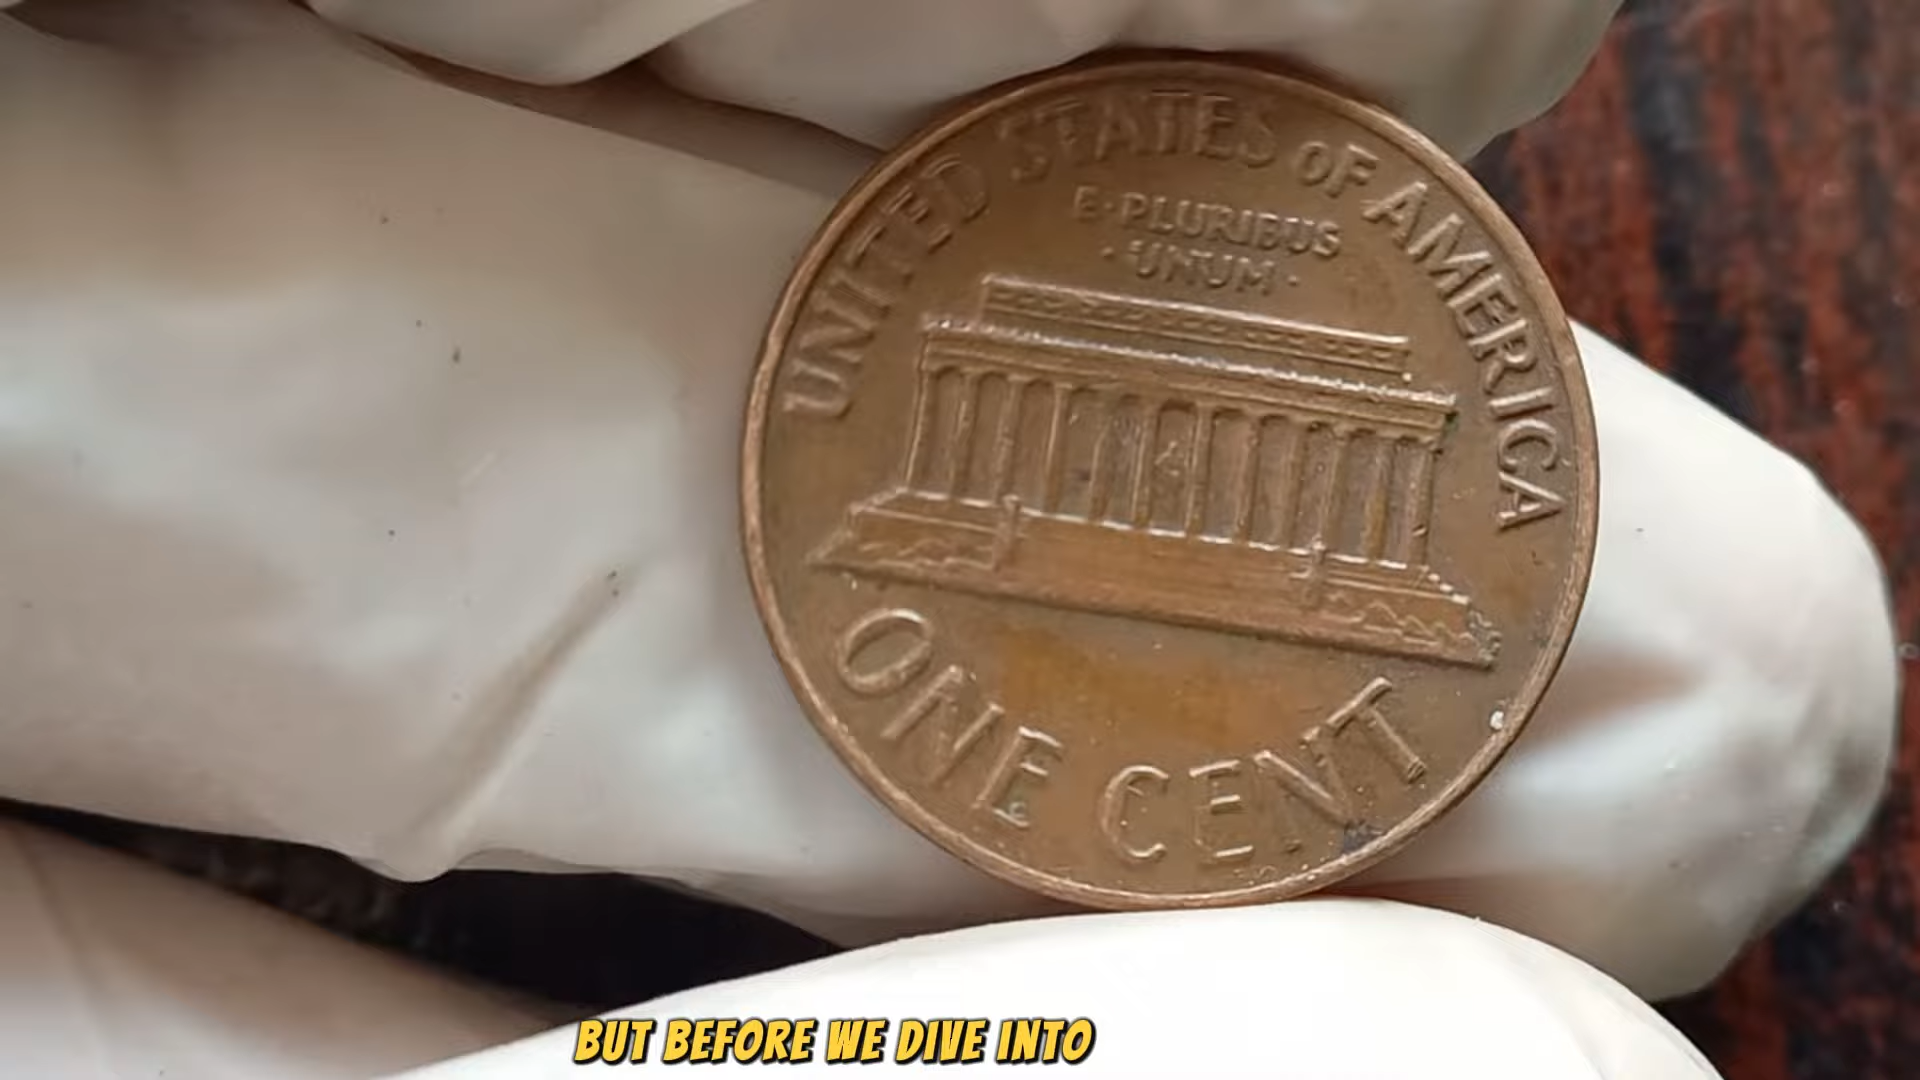 UNITED STATES OF AMERICA
E·PLURIBUS
·UNUM·
ONE CENT
BUT BEFORE WE DIVE INTO